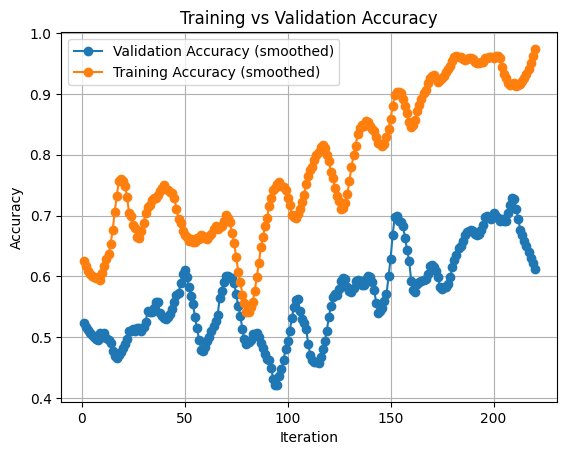 Training vs Validation Accuracy
Validation Accuracy (smoothed)
Training Accuracy (smoothed)
1.0
0.9
0.8
0.7
0.6
0.5
0.4
Accuracy
0
50
100
150
200
Iteration